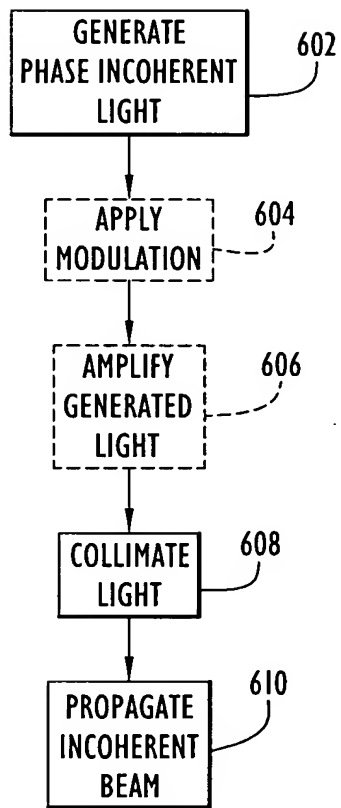 GENERATE
PHASE INCOHERENT
LIGHT
602
APPLY
MODULATION
604
AMPLIFY
GENERATED
LIGHT
606
COLLIMATE
LIGHT
608
PROPAGATE
INCOHERENT
BEAM
610